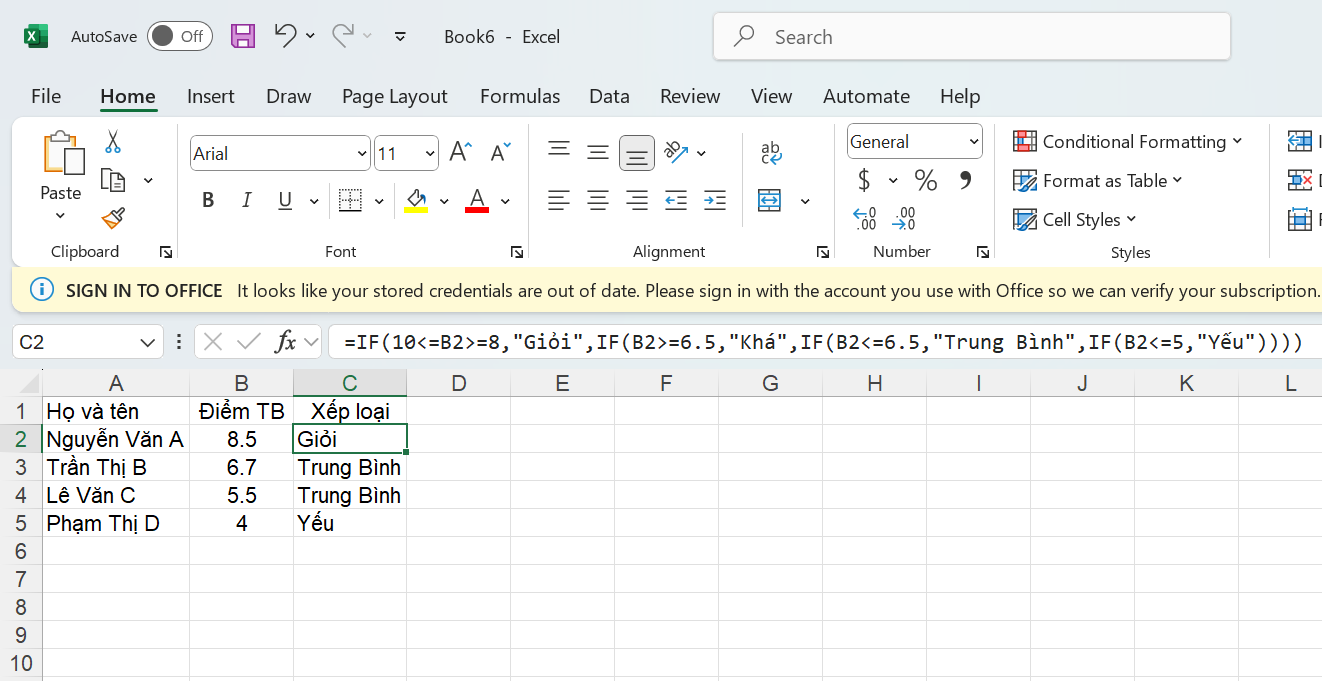 AutoSave Off Book6 - Excel Search
File Home Insert Draw Page Layout Formulas Data Review View Automate Help
Paste
Clipboard
Arial 11
B I U
Font
ab
Alignment
General
$ % 9
.00 .00
Number
Conditional Formatting
Format as Table
Cell Styles
Styles
SIGN IN TO OFFICE It looks like your stored credentials are out of date. Please sign in with the account you use with Office so we can verify your subscription.
C2 fx =IF(10<=B2>=8,"Giỏi",IF(B2>=6.5,"Khá",IF(B2<=6.5,"Trung Bình",IF(B2<=5,"Yếu"))))
A B C D E F G H I J K L
1 Họ và tên Điểm TB Xếp loại
2 Nguyễn Văn A 8.5 Giỏi
3 Trần Thị B 6.7 Trung Bình
4 Lê Văn C 5.5 Trung Bình
5 Phạm Thị D 4 Yếu
6
7
8
9
10